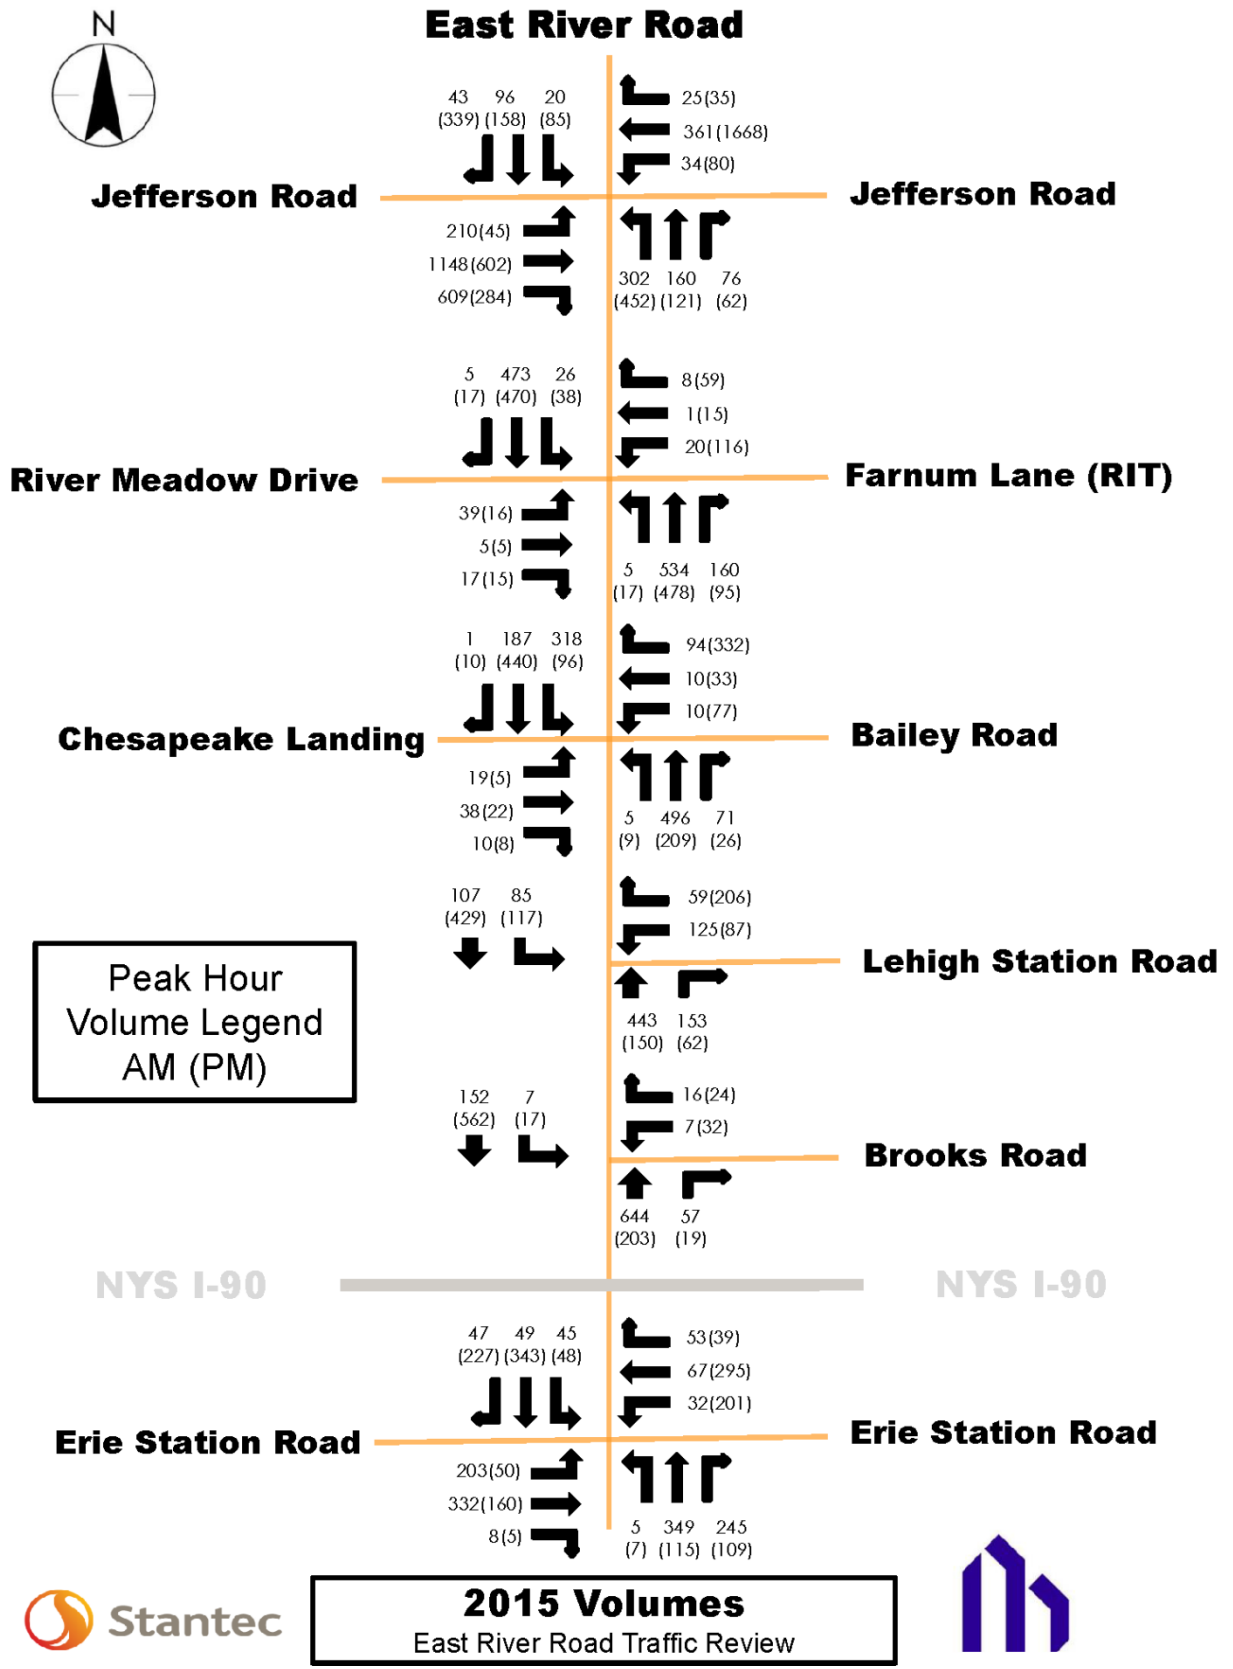 East River Road
N
43 96 20
(339) (158) (85)
25(35)
361(1668)
34(80)
Jefferson Road
Jefferson Road
210(45)
1148(602)
609(284)
302 160 76
(452) (121) (62)
5 473 26
(17) (470) (38)
8(59)
1(15)
20(116)
River Meadow Drive
Farnum Lane (RIT)
39(16)
5(5)
17(15)
5 534 160
(17) (478) (95)
1 187 318
(10) (440) (96)
94(332)
10(33)
10(77)
Chesapeake Landing
Bailey Road
19(5)
38(22)
10(8)
5 496 71
(9) (209) (26)
107 85
(429) (117)
59(206)
125(87)
Lehigh Station Road
443 153
(150) (62)
Peak Hour
Volume Legend
AM (PM)
152 7
(562) (17)
16(24)
7(32)
Brooks Road
644 57
(203) (19)
NYS I-90
NYS I-90
47 49 45
(227) (343) (48)
53(39)
67(295)
32(201)
Erie Station Road
Erie Station Road
203(50)
332(160)
8(5)
5 349 245
(7) (115) (109)
Stantec
2015 Volumes
East River Road Traffic Review